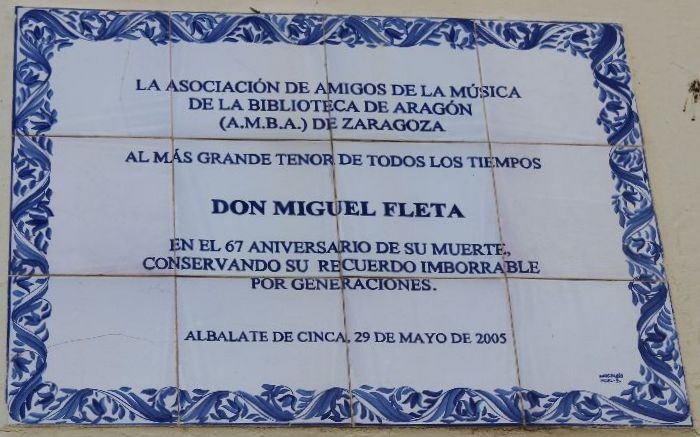 LA ASOCIACIÓN DE AMIGOS DE LA MÚSICA
DE LA BIBLIOTECA DE ARAGÓN
(A.M.B.A.) DE ZARAGOZA
AL MÁS GRANDE TENOR DE TODOS LOS TIEMPOS
DON MIGUEL FLETA
EN EL 67 ANIVERSARIO DE SU MUERTE,
CONSERVANDO SU RECUERDO IMBORRABLE
POR GENERACIONES.
ALBALATE DE CINCA, 29 DE MAYO DE 2005